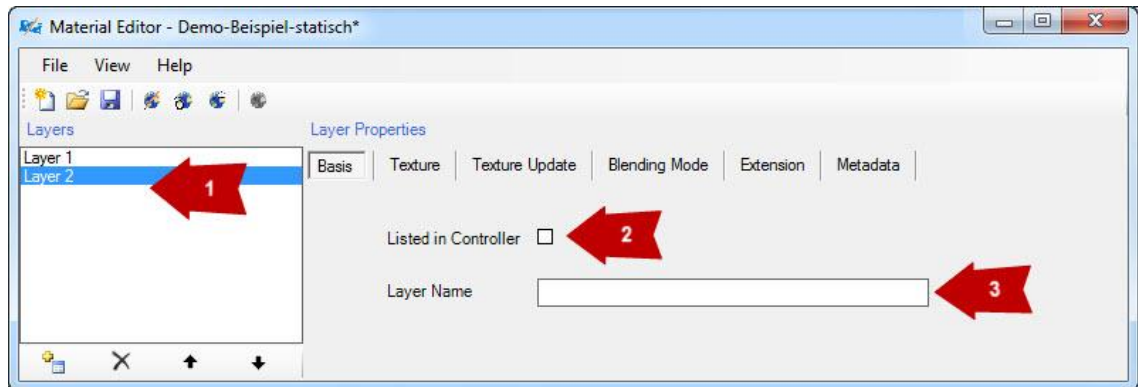 Material Editor - Demo-Beispiel-statisch*
File View Help
Layers
Layer Properties
Layer 1
Layer 2
1
Basis Texture Texture Update Blending Mode Extension Metadata
Listed in Controller
2
Layer Name
3